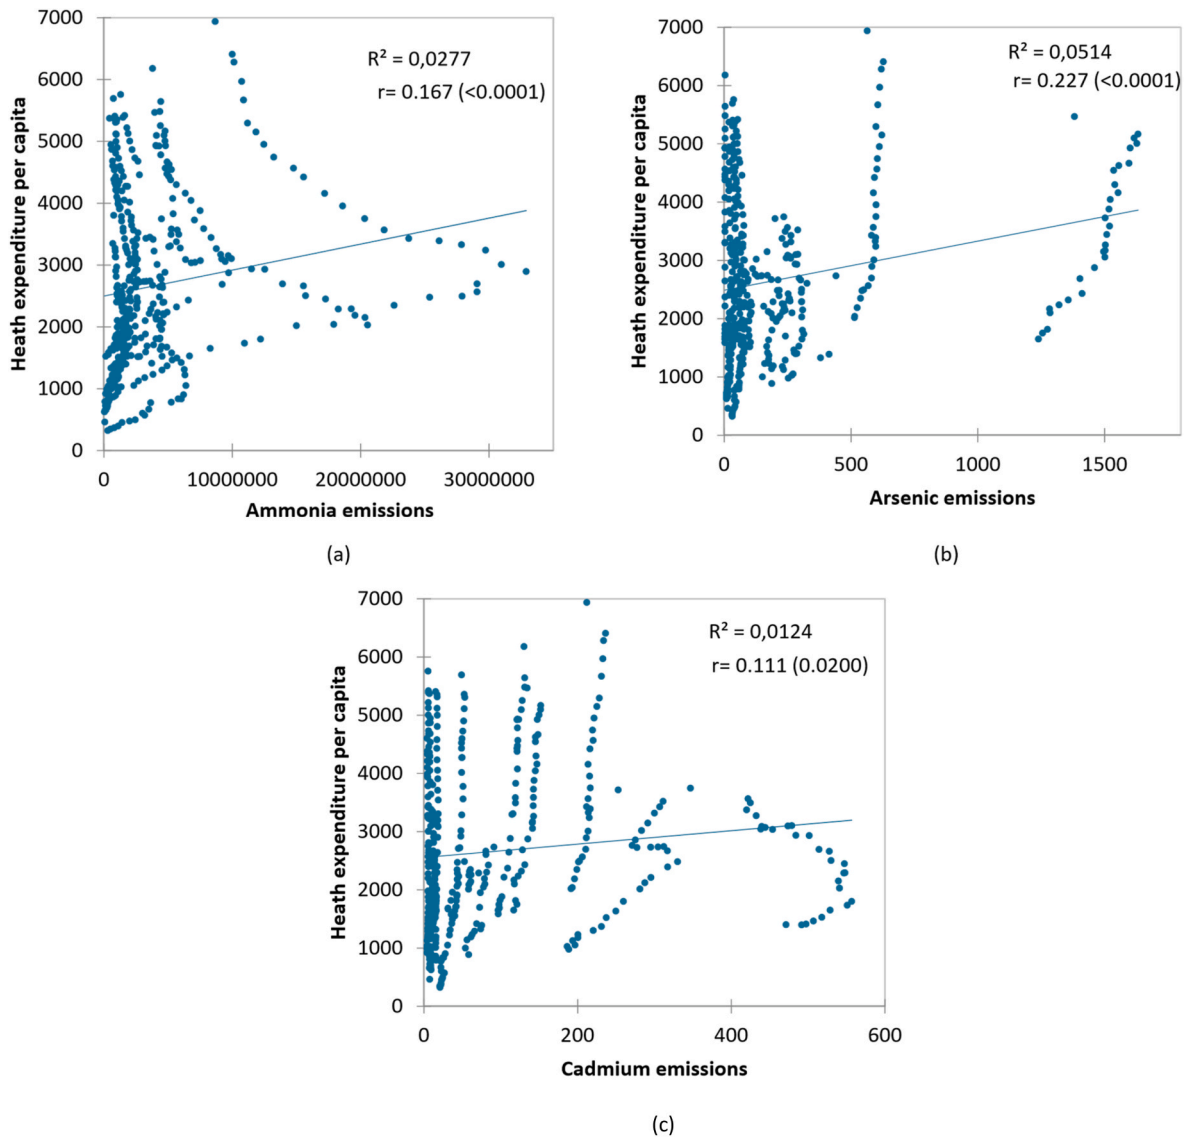 7000
6000
5000
4000
3000
2000
1000
0
Heath expenditure per capita
R² = 0,0277
r= 0.167 (<0.0001)
0 10000000 20000000 30000000
Ammonia emissions
(a)
7000
6000
5000
4000
3000
2000
1000
0
Heath expenditure per capita
R² = 0,0514
r= 0.227 (<0.0001)
0 500 1000 1500
Arsenic emissions
(b)
7000
6000
5000
4000
3000
2000
1000
0
Heath expenditure per capita
R² = 0,0124
r= 0.111 (0.0200)
0 200 400 600
Cadmium emissions
(c)